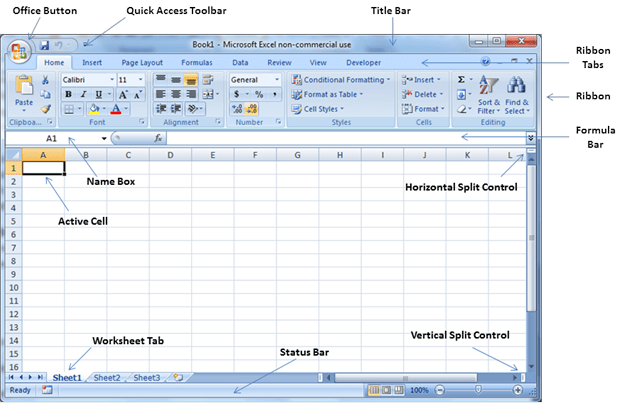 Office Button
Quick Access Toolbar
Title Bar
Book1 - Microsoft Excel non-commercial use
Home Insert Page Layout Formulas Data Review View Developer
Ribbon
Tabs
Paste
Calibri 11
B I U A A
A
General
$ % ,
Conditional Formatting
Format as Table
Cell Styles
Insert
Delete
Format
Σ
Sort & Filter
Find & Select
Clipboa... Font Alignment Number Styles Cells Editing
Ribbon
Formula
Bar
A1 fx
A B C D E F G H I J K L
1
2
3
4
5
6
7
8
9
10
11
12
13
14
15
16
Name Box
Horizontal Split Control
Active Cell
Worksheet Tab
Vertical Split Control
Status Bar
Sheet1 Sheet2 Sheet3
Ready 100%